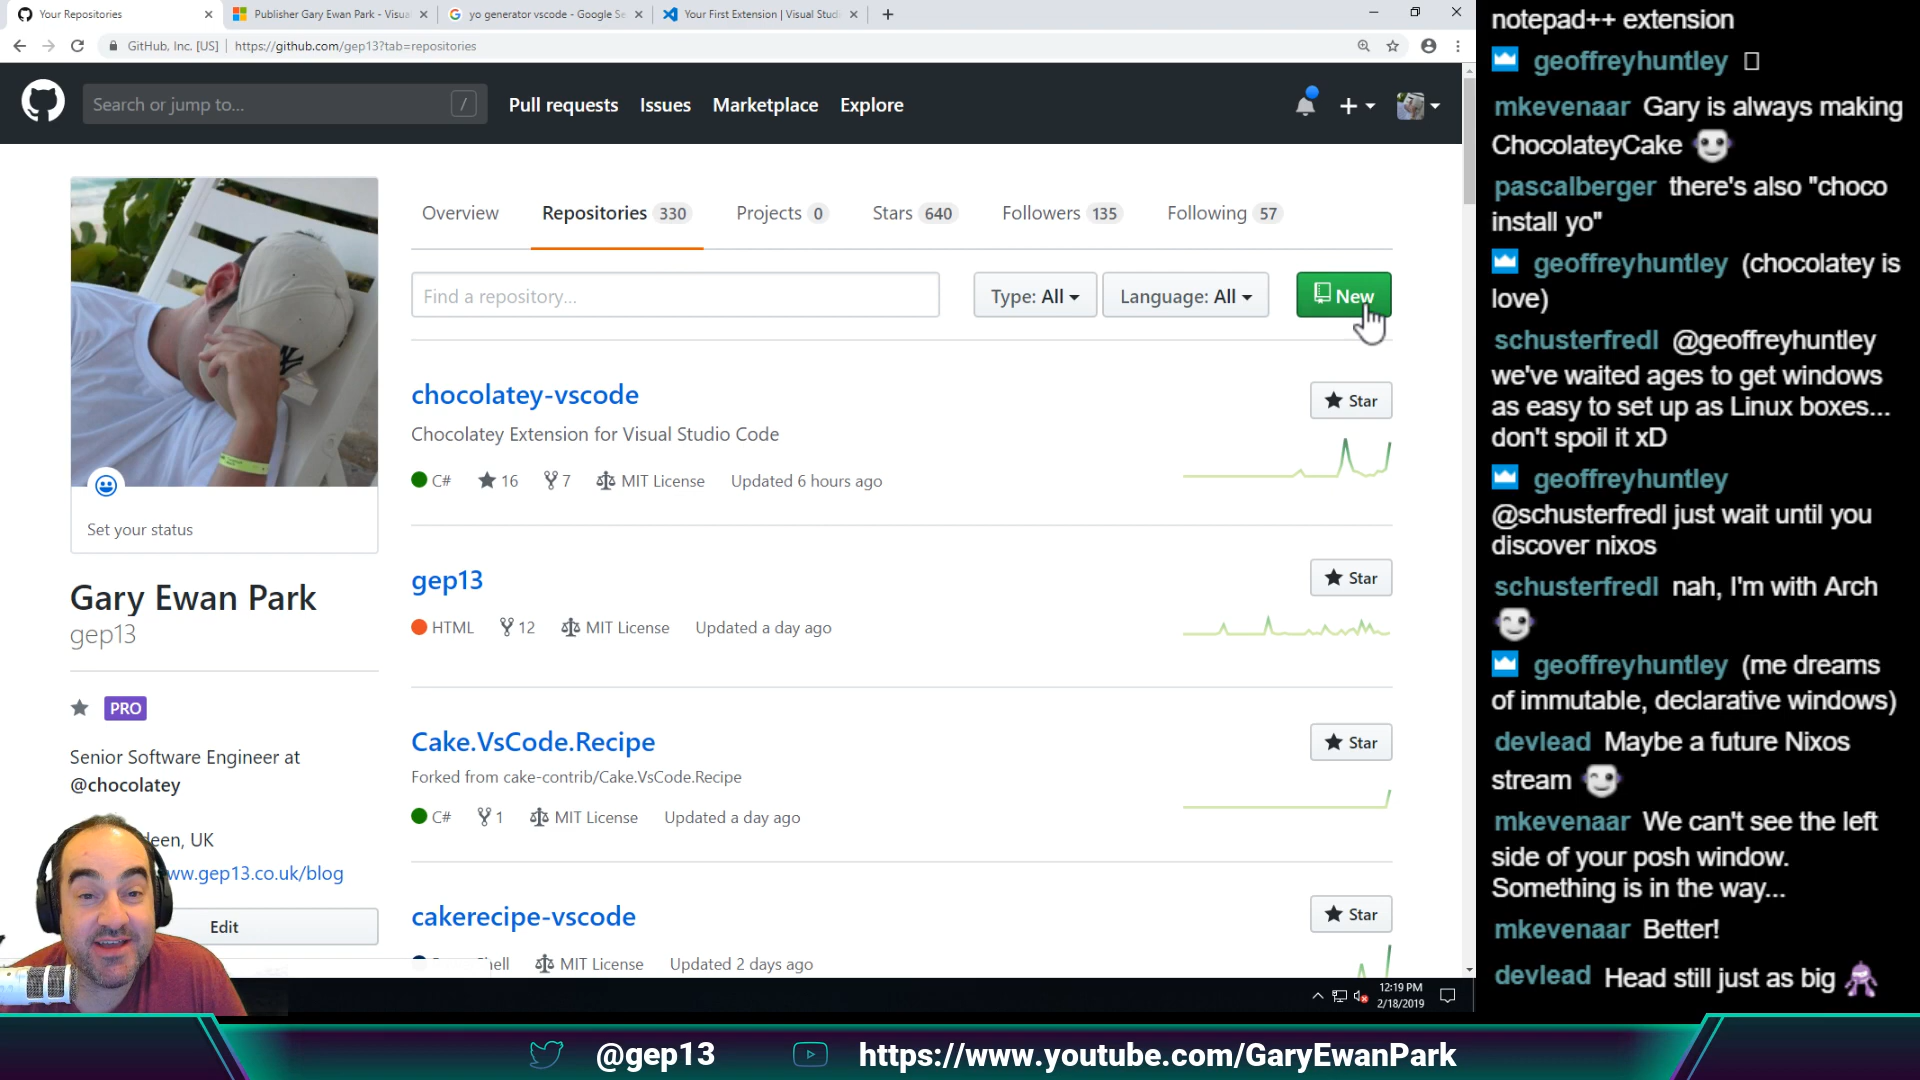 Your Repositories
Publisher Gary Ewan Park - Visua
yo generator vscode - Google Se
Your First Extension | Visual Studi
GitHub, Inc. [US] | https://github.com/gep13?tab=repositories
Search or jump to...
/
Pull requests
Issues
Marketplace
Explore
Overview
Repositories 330
Projects 0
Stars 640
Followers 135
Following 57
Find a repository...
Type: All
Language: All
New
Set your status
Gary Ewan Park
gep13
PRO
Senior Software Engineer at
@chocolatey
een, UK
ww.gep13.co.uk/blog
Edit
chocolatey-vscode
Star
Chocolatey Extension for Visual Studio Code
C# 16 7 MIT License Updated 6 hours ago
gep13
Star
HTML 12 MIT License Updated a day ago
Cake.VsCode.Recipe
Star
Forked from cake-contrib/Cake.VsCode.Recipe
C# 1 MIT License Updated a day ago
cakerecipe-vscode
Star
MIT License Updated 2 days ago
12:19 PM
2/18/2019
notepad++ extension
geoffreyhuntley
mkevenaar Gary is always making
ChocolateyCake
pascalberger there's also "choco
install yo"
geoffreyhuntley (chocolatey is
love)
schusterfredl @geoffreyhuntley
we've waited ages to get windows
as easy to set up as Linux boxes...
don't spoil it xD
geoffreyhuntley
@schusterfredl just wait until you
discover nixos
schusterfredl nah, I'm with Arch
geoffreyhuntley (me dreams
of immutable, declarative windows)
devlead Maybe a future Nixos
stream
mkevenaar We can't see the left
side of your posh window.
Something is in the way...
mkevenaar Better!
devlead Head still just as big
@gep13
https://www.youtube.com/GaryEwanPark